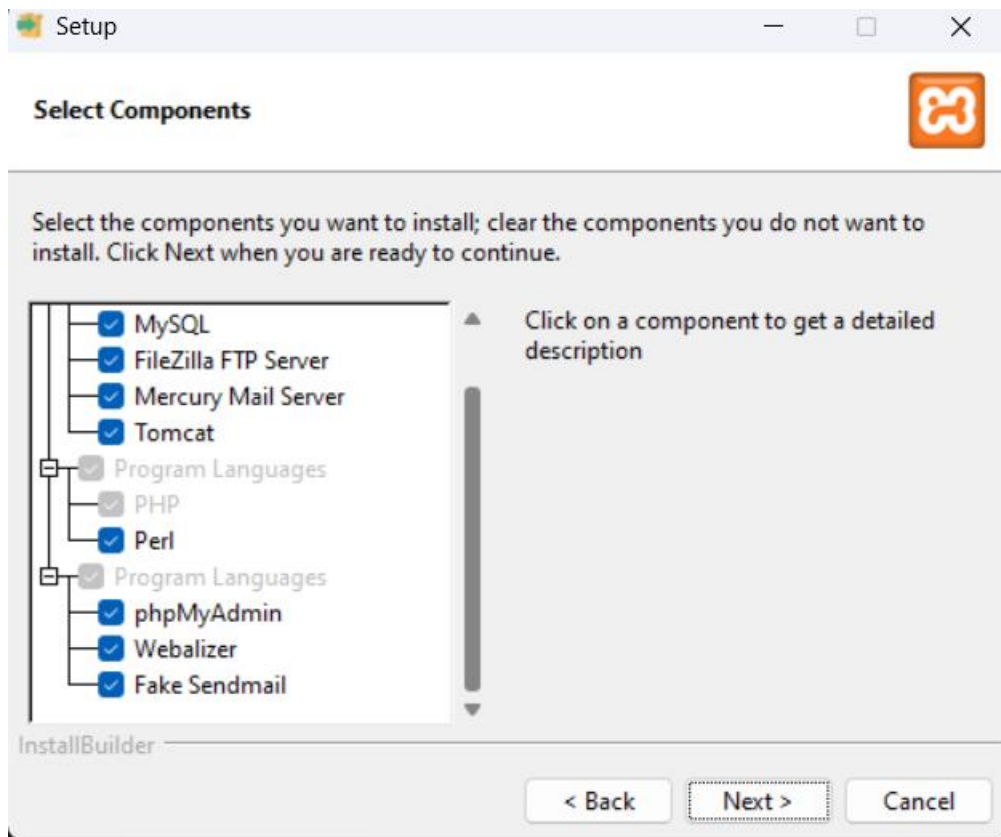 Setup
Select Components
Select the components you want to install; clear the components you do not want to
install. Click Next when you are ready to continue.
MySQL
FileZilla FTP Server
Mercury Mail Server
Tomcat
Program Languages
PHP
Perl
Program Languages
phpMyAdmin
Webalizer
Fake Sendmail
Click on a component to get a detailed
description
InstallBuilder
< Back
Next >
Cancel